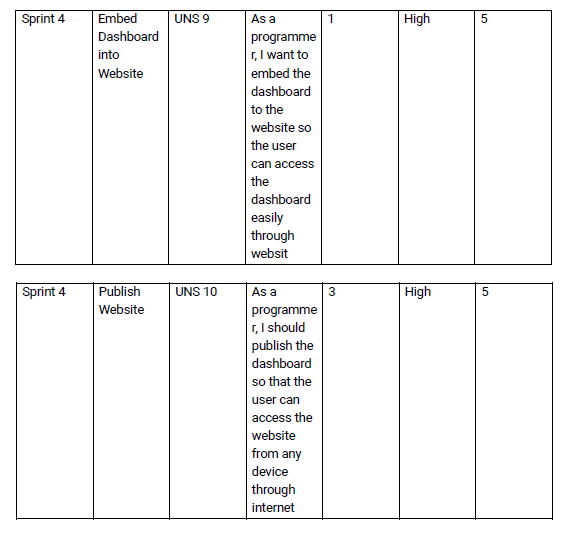 Sprint 4
Embed
Dashboard
into
Website
UNS 9
As a
programme
r, I want to
embed the
dashboard
to the
website so
the user
can access
the
dashboard
easily
through
websit
1
High
5
Sprint 4
Publish
Website
UNS 10
As a
programme
r, I should
publish the
dashboard
so that the
user can
access the
website
from any
device
through
internet
3
High
5